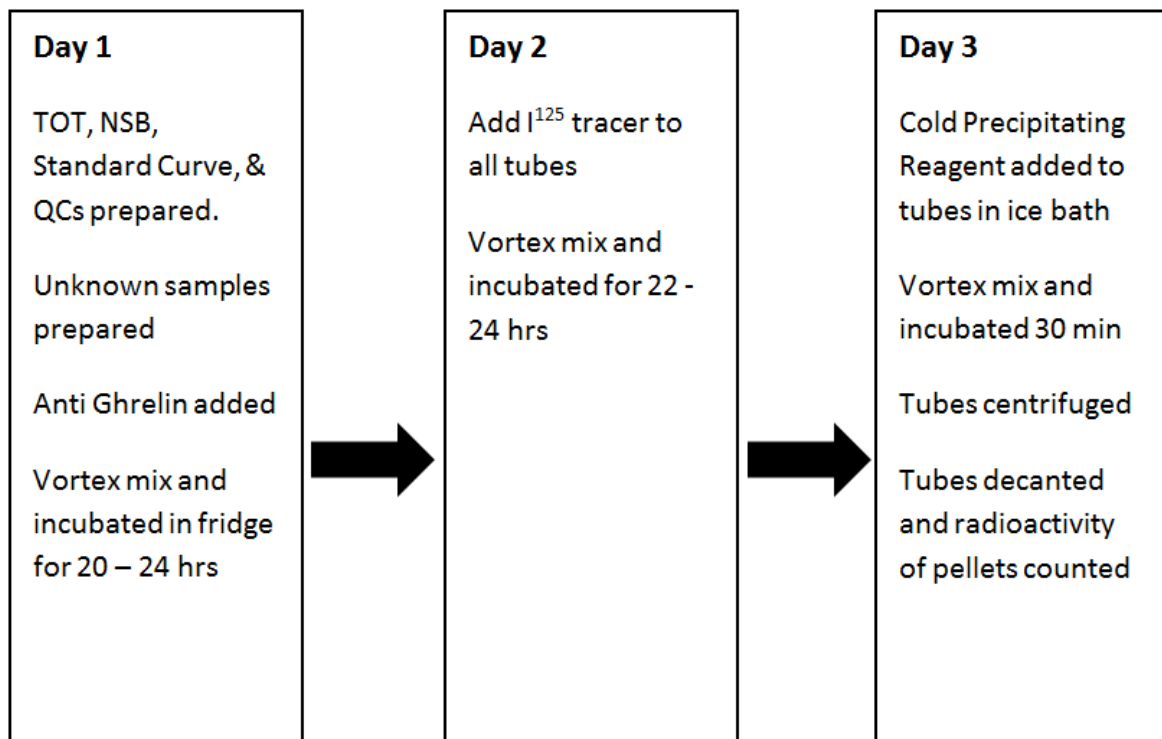 Day 1
TOT, NSB,
Standard Curve, &
QCs prepared.
Unknown samples
prepared
Anti Ghrelin added
Vortex mix and
incubated in fridge
for 20 – 24 hrs
Day 2
Add I¹²⁵ tracer to
all tubes
Vortex mix and
incubated for 22 -
24 hrs
Day 3
Cold Precipitating
Reagent added to
tubes in ice bath
Vortex mix and
incubated 30 min
Tubes centrifuged
Tubes decanted
and radioactivity
of pellets counted